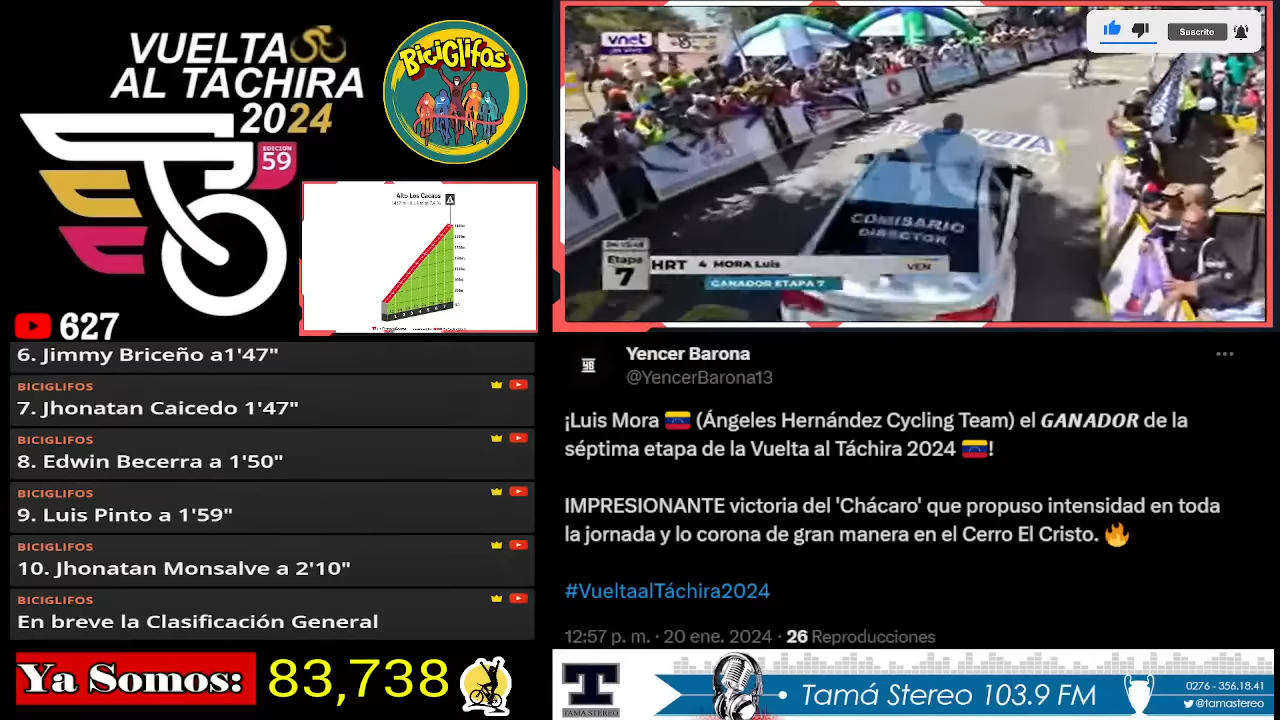 VUELTA
AL TACHIRA
2024
EDICION
59
BiciGlifos
Alto Los Cacaos
627
6. Jimmy Briceño a1'47"
BICIGLIFOS
7. Jhonatan Caicedo 1'47"
BICIGLIFOS
8. Edwin Becerra a 1'50"
BICIGLIFOS
9. Luis Pinto a 1'59"
BICIGLIFOS
10. Jhonatan Monsalve a 2'10"
BICIGLIFOS
En breve la Clasificación General
Ya Somos: 83,738
vnet
Suscrito
COMISARIO
DIRECTOR
Etapa
7
HRT 4 MORA Luis VEN
GANADOR ETAPA 7
Yencer Barona
@YencerBarona13
¡Luis Mora (Ángeles Hernández Cycling Team) el GANADOR de la
séptima etapa de la Vuelta al Táchira 2024 !
IMPRESIONANTE victoria del 'Chácaro' que propuso intensidad en toda
la jornada y lo corona de gran manera en el Cerro El Cristo.
#VueltaalTáchira2024
12:57 p. m. · 20 ene. 2024 · 26 Reproducciones
TAMA STEREO
Tamá Stereo 103.9 FM
0276 - 356.18.41
@tamastereo